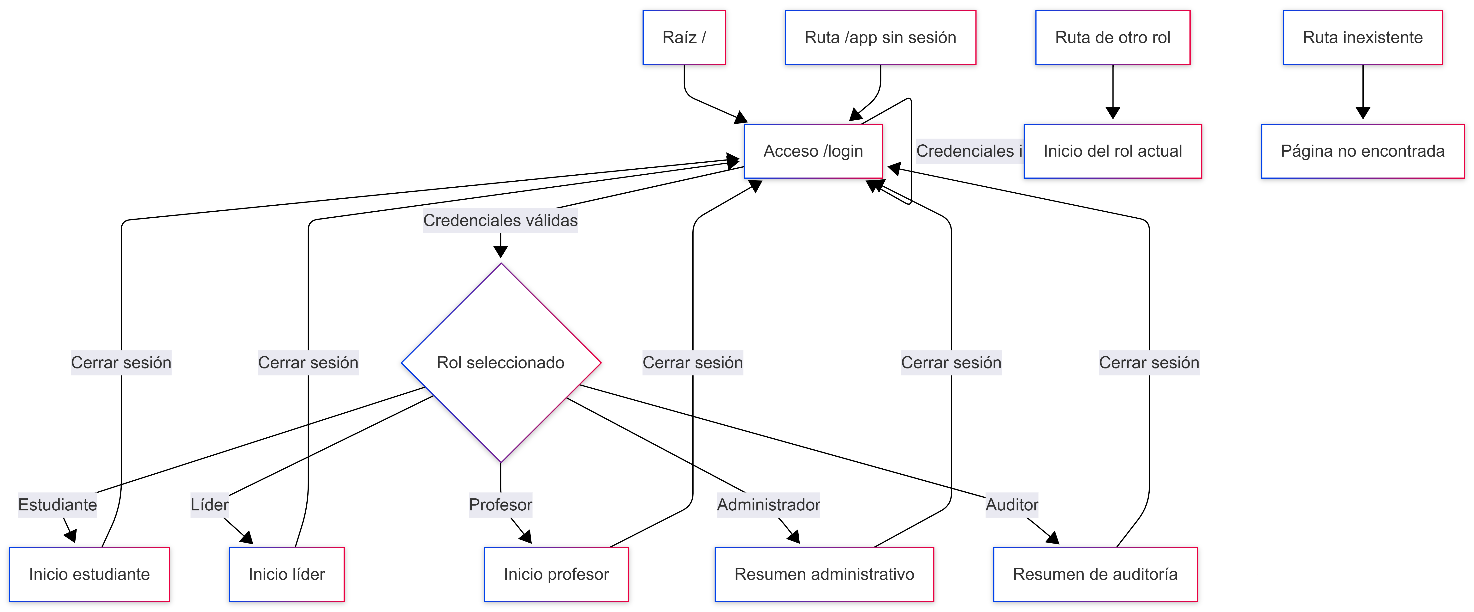 Raíz /
Ruta /app sin sesión
Ruta de otro rol
Ruta inexistente
Acceso /login
Credenciales i
Inicio del rol actual
Página no encontrada
Credenciales válidas
Cerrar sesión
Cerrar sesión
Rol seleccionado
Cerrar sesión
Cerrar sesión
Cerrar sesión
Estudiante
Líder
Profesor
Administrador
Auditor
Inicio estudiante
Inicio líder
Inicio profesor
Resumen administrativo
Resumen de auditoría